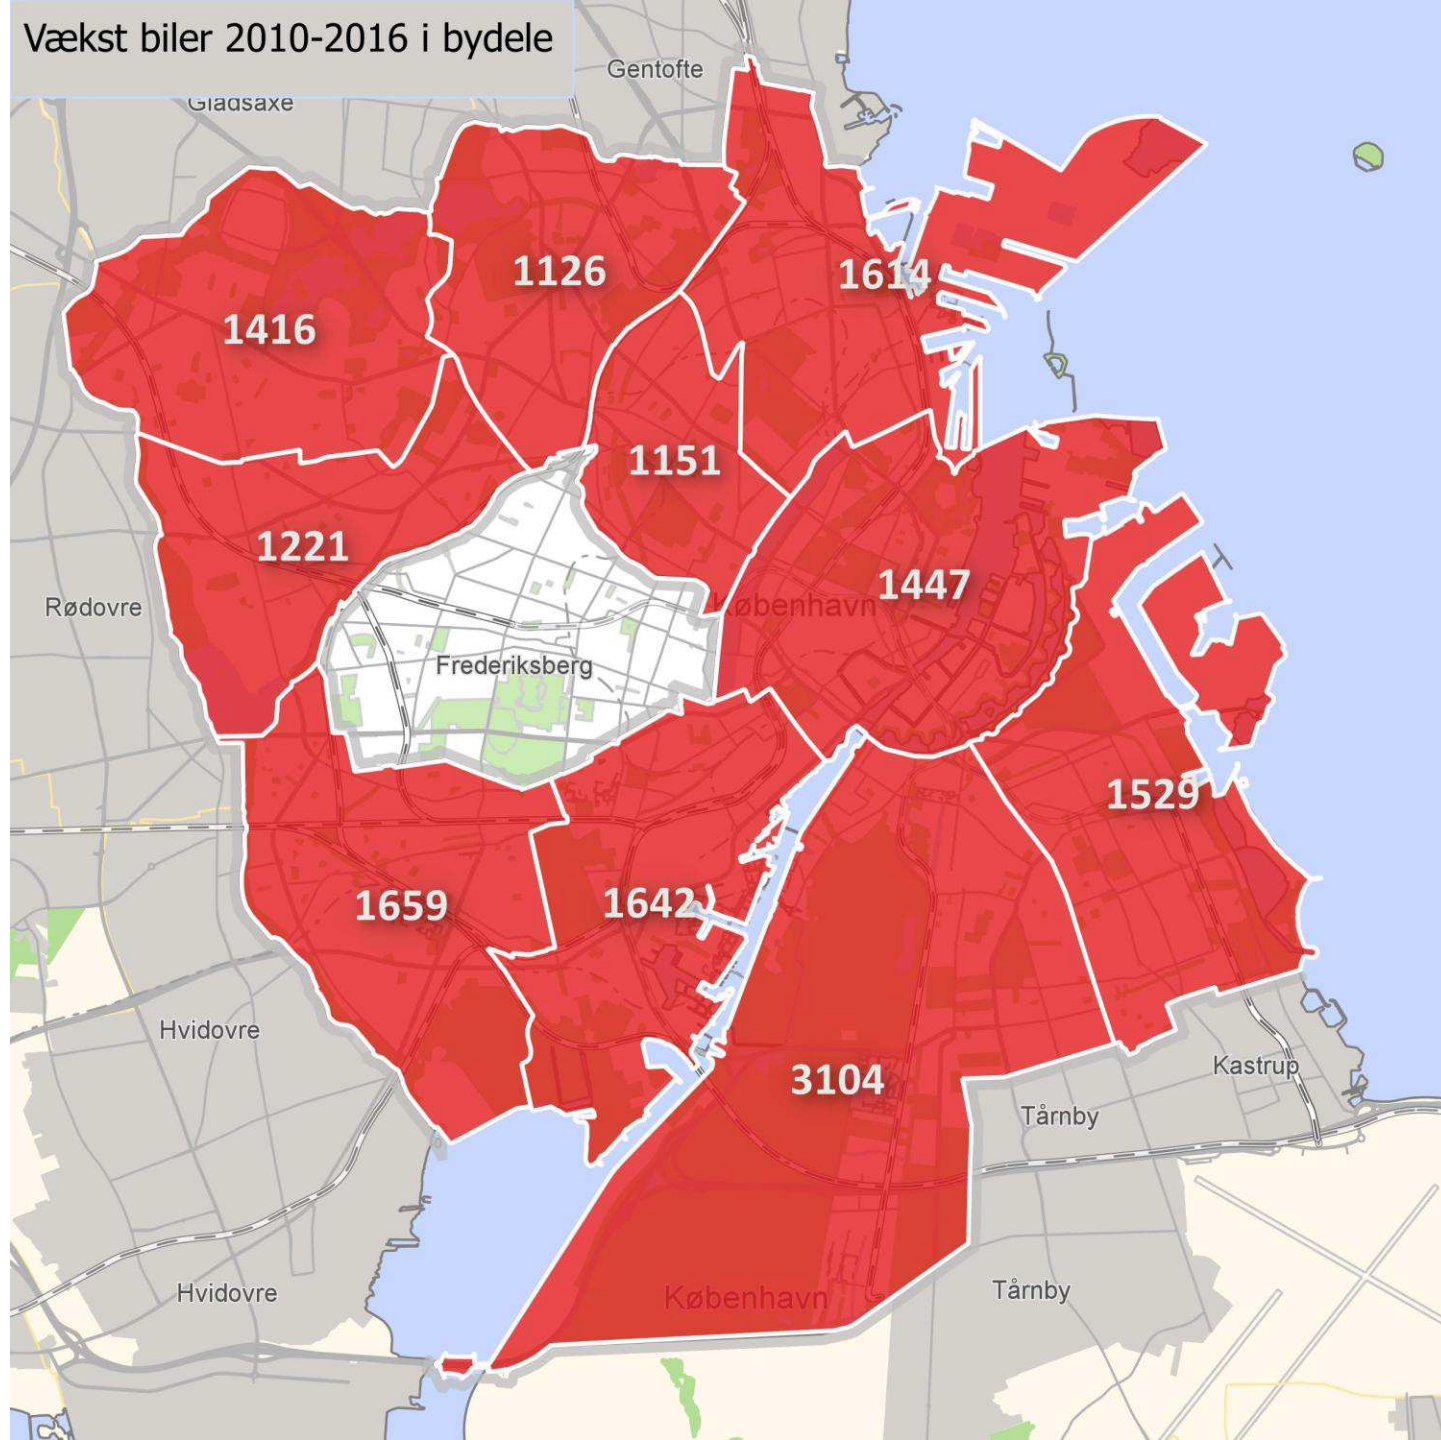 Vækst biler 2010-2016 i bydele
Gentofte
Gladsaxe
1126
1614
1416
1151
1221
1447
København
Rødovre
Frederiksberg
1529
1659
1642
Hvidovre
Kastrup
3104
Tårnby
Hvidovre
København
Tårnby